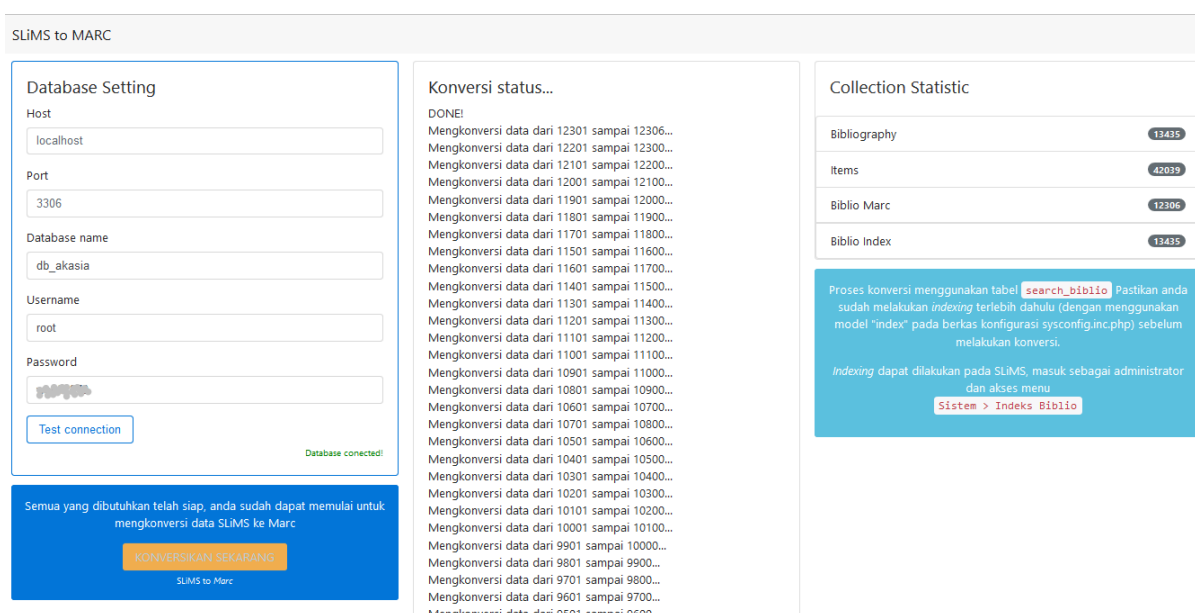 SLiMS to MARC
Database Setting
Host
localhost
Port
3306
Database name
db_akasia
Username
root
Password
Test connection
Database conected!
Semua yang dibutuhkan telah siap, anda sudah dapat memulai untuk
mengkonversi data SLiMS ke Marc
KONVERSIKAN SEKARANG
SLiMS to Marc
Konversi status...
DONE!
Mengkonversi data dari 12301 sampai 12306...
Mengkonversi data dari 12201 sampai 12300...
Mengkonversi data dari 12101 sampai 12200...
Mengkonversi data dari 12001 sampai 12100...
Mengkonversi data dari 11901 sampai 12000...
Mengkonversi data dari 11801 sampai 11900...
Mengkonversi data dari 11701 sampai 11800...
Mengkonversi data dari 11501 sampai 11600...
Mengkonversi data dari 11601 sampai 11700...
Mengkonversi data dari 11401 sampai 11500...
Mengkonversi data dari 11301 sampai 11400...
Mengkonversi data dari 11201 sampai 11300...
Mengkonversi data dari 11101 sampai 11200...
Mengkonversi data dari 11001 sampai 11100...
Mengkonversi data dari 10901 sampai 11000...
Mengkonversi data dari 10801 sampai 10900...
Mengkonversi data dari 10601 sampai 10700...
Mengkonversi data dari 10701 sampai 10800...
Mengkonversi data dari 10501 sampai 10600...
Mengkonversi data dari 10401 sampai 10500...
Mengkonversi data dari 10301 sampai 10400...
Mengkonversi data dari 10201 sampai 10300...
Mengkonversi data dari 10101 sampai 10200...
Mengkonversi data dari 10001 sampai 10100...
Mengkonversi data dari 9901 sampai 10000...
Mengkonversi data dari 9801 sampai 9900...
Mengkonversi data dari 9701 sampai 9800...
Mengkonversi data dari 9601 sampai 9700...
Mengkonversi data dari 9501 sampai 9600...
Collection Statistic
Bibliography 13435
Items 42039
Biblio Marc 12306
Biblio Index 13435
Proses konversi menggunakan tabel search_biblio Pastikan anda
sudah melakukan indexing terlebih dahulu (dengan menggunakan
model "index" pada berkas konfigurasi sysconfig.inc.php) sebelum
melakukan konversi.
Indexing dapat dilakukan pada SLiMS, masuk sebagai administrator
dan akses menu
Sistem > Indeks Biblio